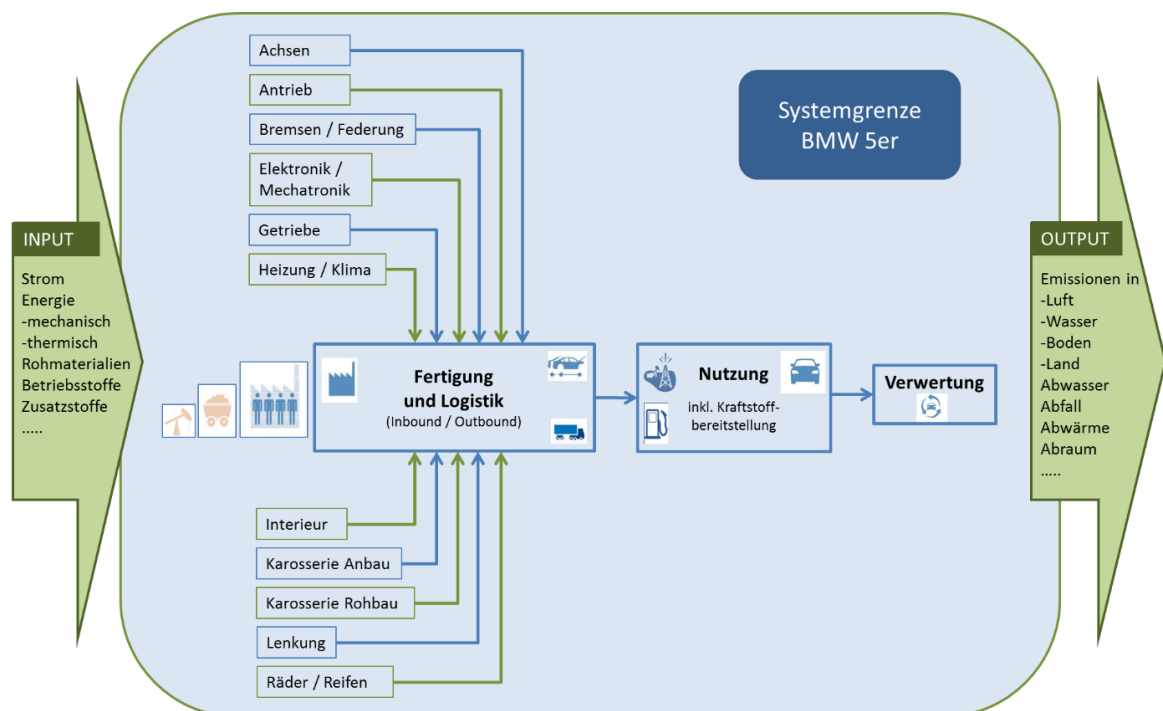 Achsen
Antrieb
Bremsen / Federung
Elektronik /
Mechatronik
Getriebe
Heizung / Klima
Systemgrenze
BMW 5er
INPUT
Strom
Energie
-mechanisch
-thermisch
Rohmaterialien
Betriebsstoffe
Zusatzstoffe
.....
Fertigung
und Logistik
(Inbound / Outbound)
Nutzung
inkl. Kraftstoff-
bereitstellung
Verwertung
OUTPUT
Emissionen in
-Luft
-Wasser
-Boden
-Land
Abwasser
Abfall
Abwärme
Abraum
.....
Interieur
Karosserie Anbau
Karosserie Rohbau
Lenkung
Räder / Reifen